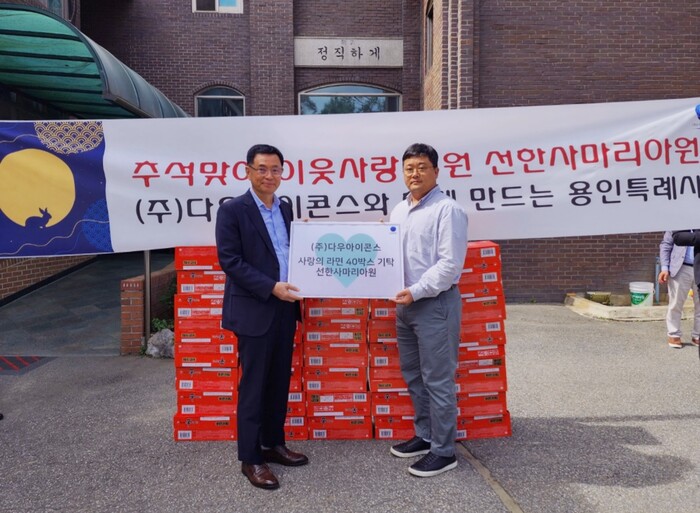 정직하게
추석맞이 이웃사랑 원 선한사마리아원
(주)다우아이콘스와 만드는 용인특례시
(주)다우아이콘스
사랑의 라면 40박스 기탁
선한사마리아원